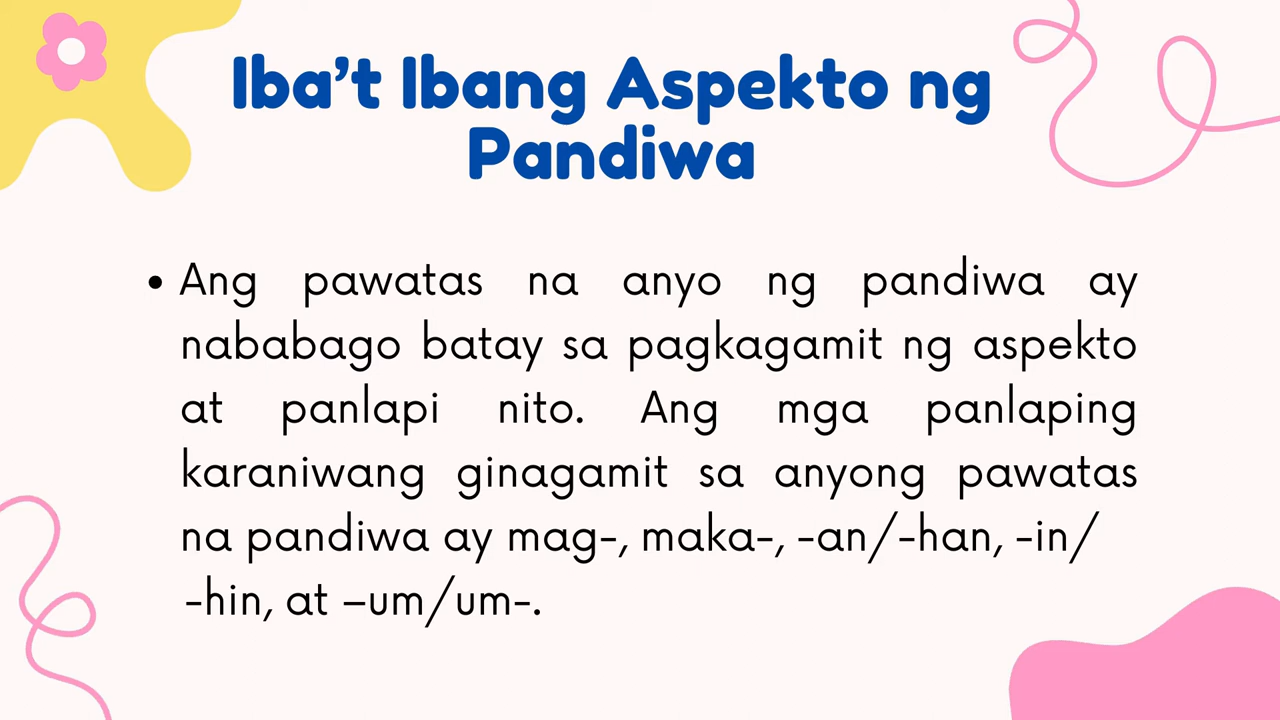 Iba’t Ibang Aspekto ng
Pandiwa
• Ang pawatas na anyo ng pandiwa ay
nababago batay sa pagkagamit ng aspekto
at panlapi nito. Ang mga panlaping
karaniwang ginagamit sa anyong pawatas
na pandiwa ay mag-, maka-, -an/-han, -in/
-hin, at –um/um-.